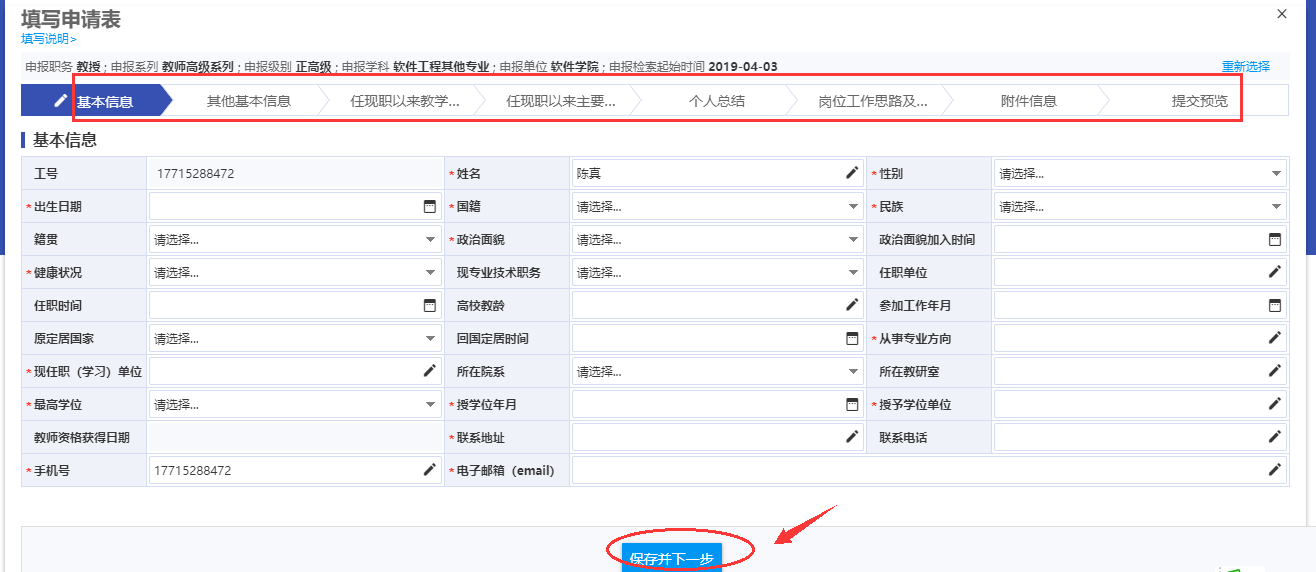 填写申请表
填写说明>
申报职务 教授 ; 申报系列 教师高级系列 ; 申报级别 正高级 ; 申报学科 软件工程其他专业 ; 申报单位 软件学院 ; 申报检索起始时间 2019-04-03 重新选择
基本信息 其他基本信息 任现职以来教学... 任现职以来主要... 个人总结 岗位工作思路及... 附件信息 提交预览
基本信息
工号 17715288472 *姓名 陈真 *性别 请选择...
*出生日期 *国籍 请选择... *民族 请选择...
籍贯 请选择... *政治面貌 请选择... 政治面貌加入时间
*健康状况 请选择... 现专业技术职务 请选择... 任职单位
任职时间 高校教龄 参加工作年月
原定居国家 请选择... 回国定居时间 *从事专业方向
*现任职（学习）单位 所在院系 请选择... 所在教研室
*最高学位 请选择... *授学位年月 *授予学位单位
教师资格获得日期 *联系地址 联系电话
*手机号 17715288472 *电子邮箱（email）
保存并下一步